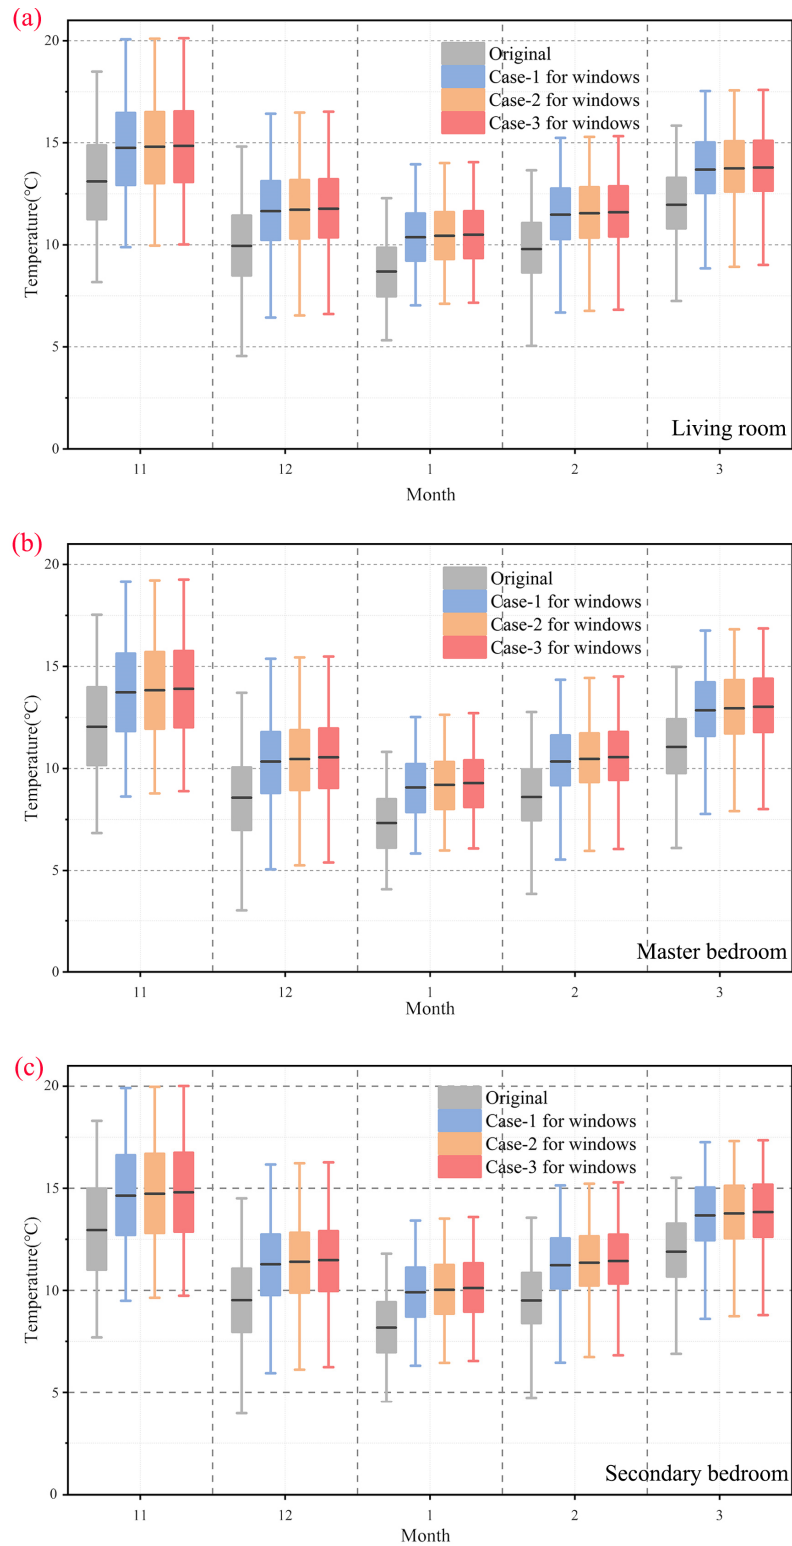 (a)
20
15
10
5
0
Temperature(°C)
Original
Case-1 for windows
Case-2 for windows
Case-3 for windows
Living room
11 12 1 2 3
Month
(b)
20
15
10
5
0
Temperature(°C)
Original
Case-1 for windows
Case-2 for windows
Case-3 for windows
Master bedroom
11 12 1 2 3
Month
(c)
20
15
10
5
0
Temperature(°C)
Original
Case-1 for windows
Case-2 for windows
Case-3 for windows
Secondary bedroom
11 12 1 2 3
Month